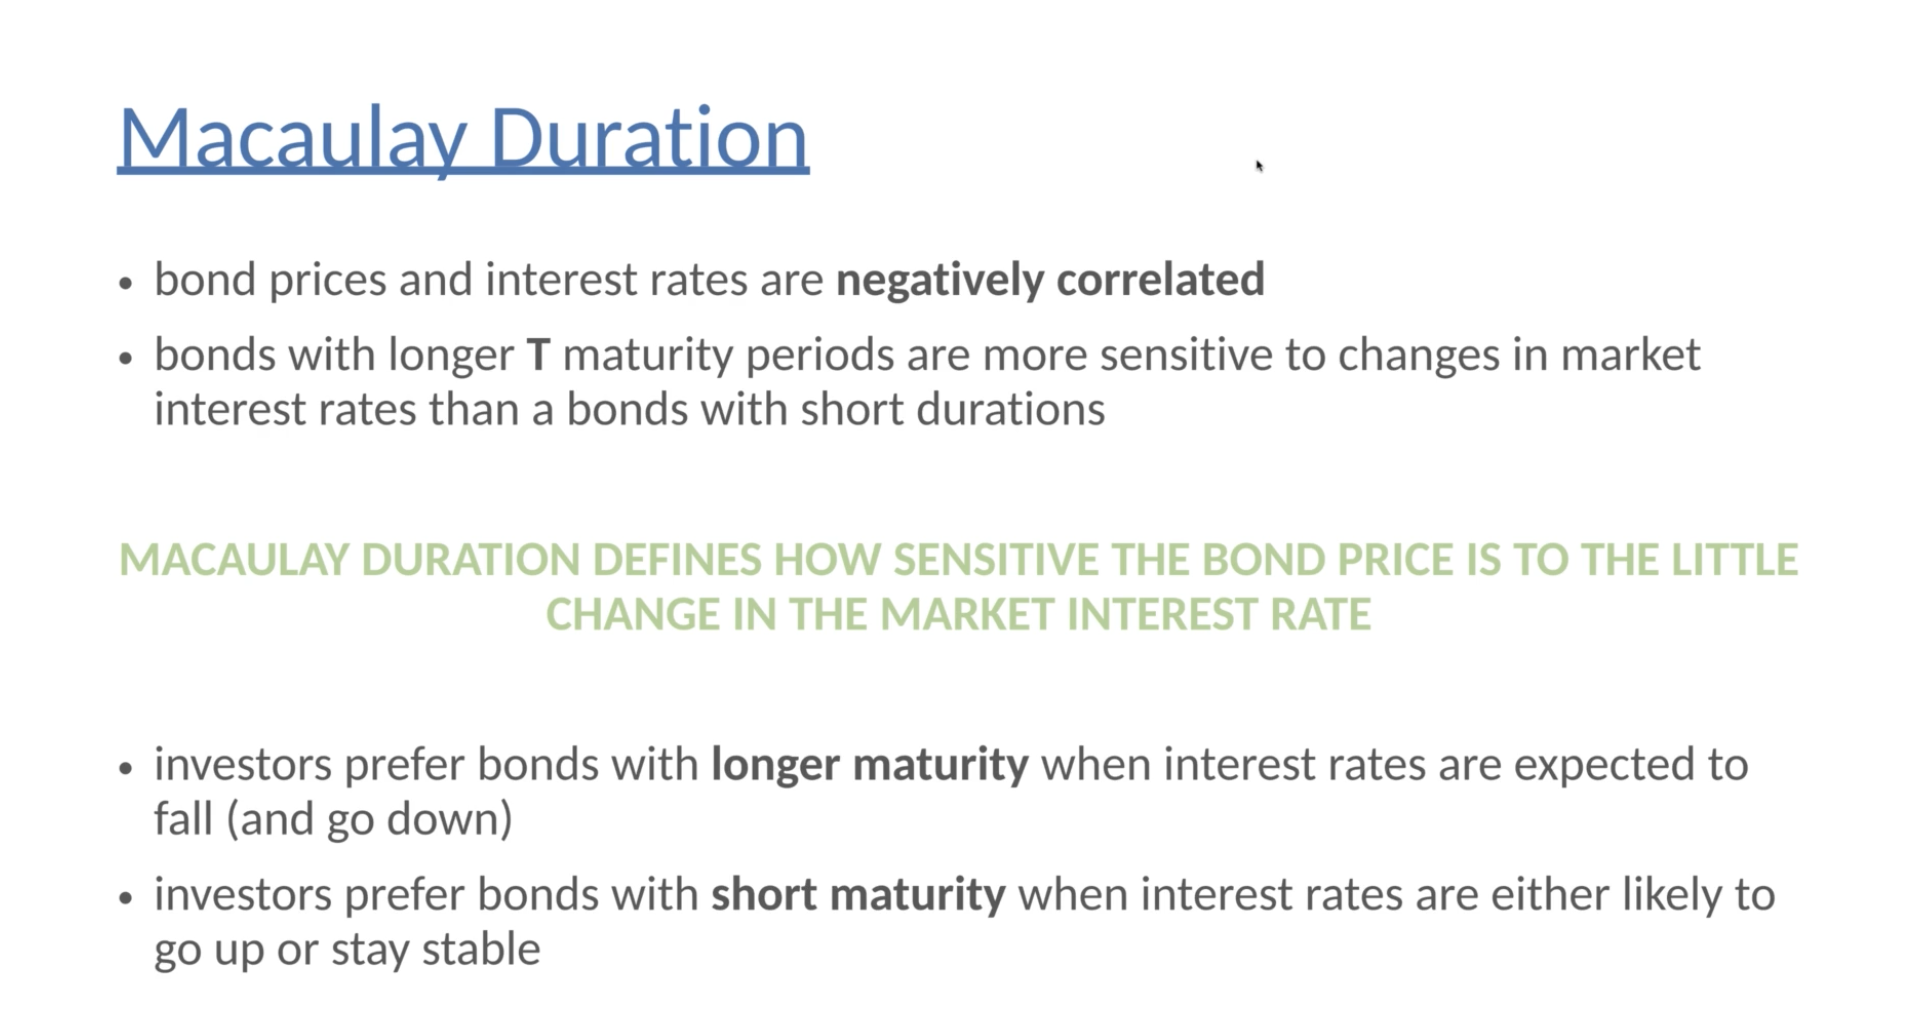 Macaulay Duration
• bond prices and interest rates are negatively correlated
• bonds with longer T maturity periods are more sensitive to changes in market
interest rates than a bonds with short durations
MACAULAY DURATION DEFINES HOW SENSITIVE THE BOND PRICE IS TO THE LITTLE
CHANGE IN THE MARKET INTEREST RATE
• investors prefer bonds with longer maturity when interest rates are expected to
fall (and go down)
• investors prefer bonds with short maturity when interest rates are either likely to
go up or stay stable